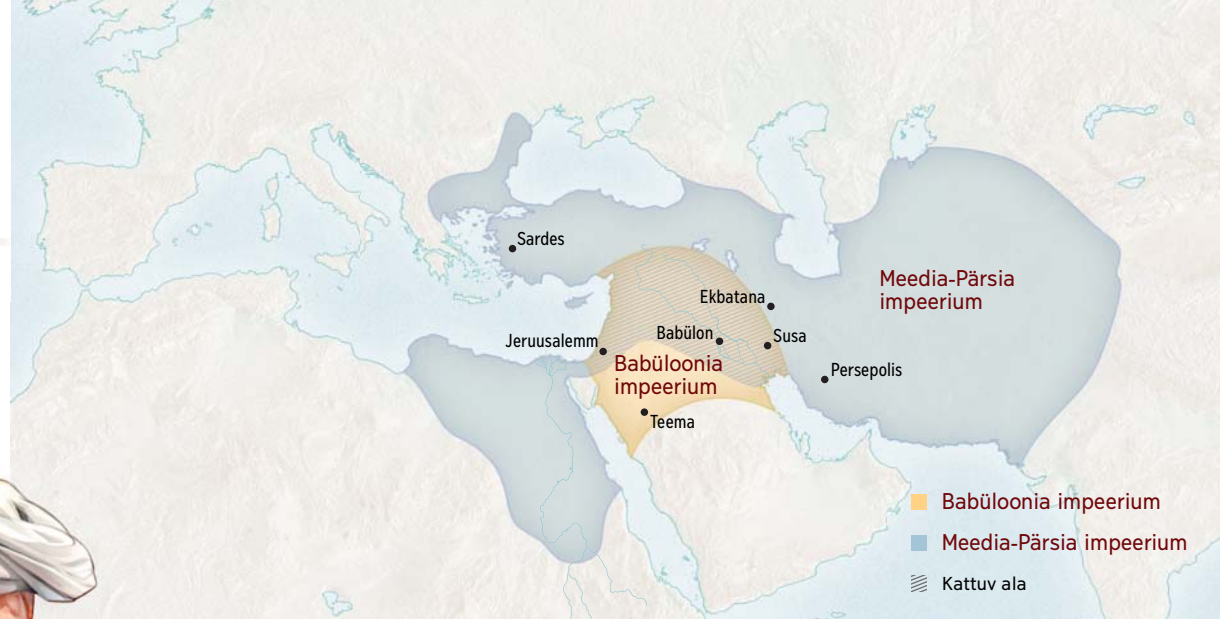 Sardes
Meedia-Pärsia
impeerium
Ekbatana
Babülon
Susa
Jeruusalemm
Babüloonia
impeerium
Persepolis
Teema
Babüloonia impeerium
Meedia-Pärsia impeerium
Kattuv ala